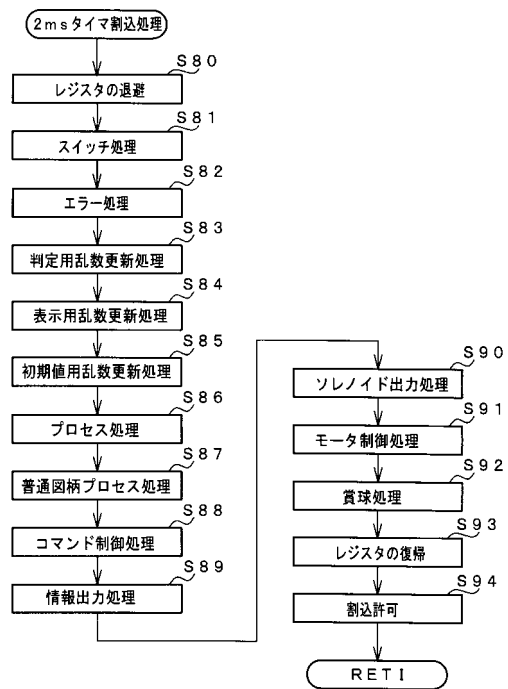 2msタイマ割込処理
S80
レジスタの退避
S81
スイッチ処理
S82
エラー処理
S83
判定用乱数更新処理
S84
表示用乱数更新処理
S85
初期値用乱数更新処理
S86
プロセス処理
S87
普通図柄プロセス処理
S88
コマンド制御処理
S89
情報出力処理
S90
ソレノイド出力処理
S91
モータ制御処理
S92
賞球処理
S93
レジスタの復帰
S94
割込許可
RETI